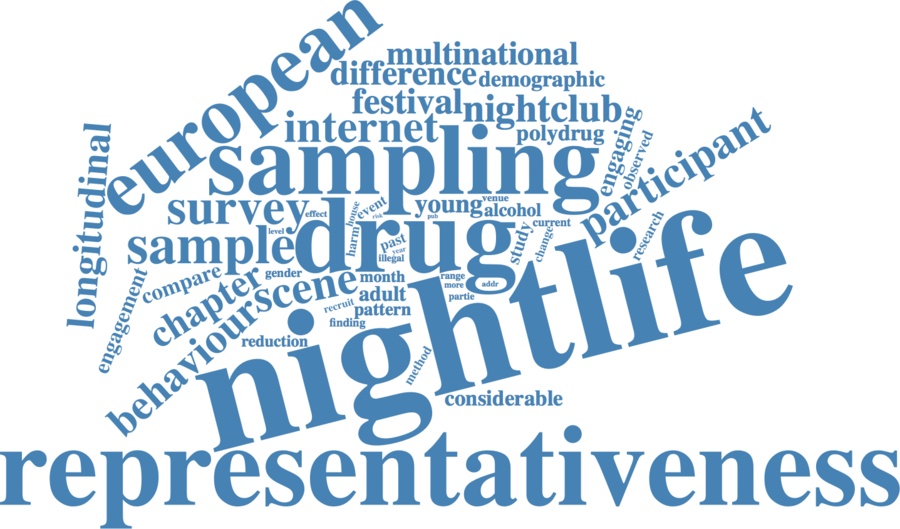 european
multinational
difference
demographic
festival
nightclub
internet
polydrug
sampling
engaging
observed
participant
longitudinal
survey
effect
house
event
risk
harm
young
venue
alcohol
pub
sample
level
drug
past
year
illegal
study
current
change
research
engagement
compare
gender
chapter
scene
month
range
more
addr
adult
partie
recruit
pattern
finding
behaviour
reduction
nightlife
method
considerable
representativeness